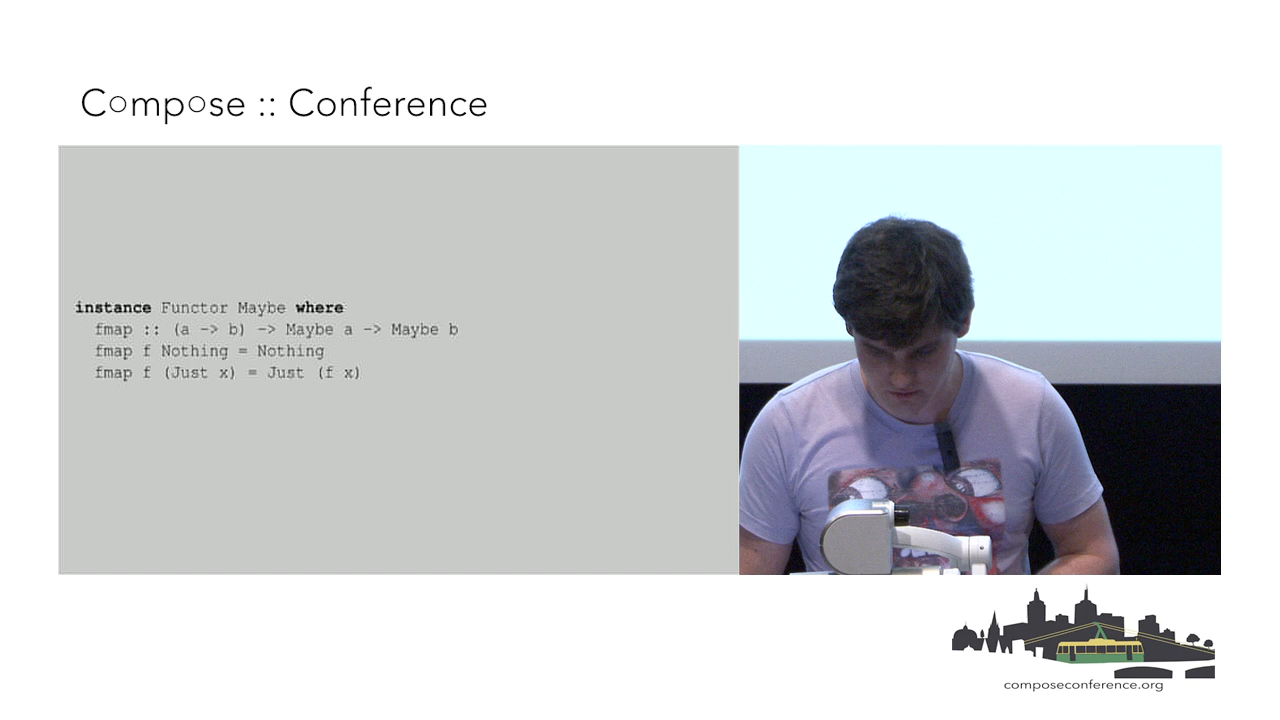 Compose :: Conference
instance Functor Maybe where
fmap :: (a -> b) -> Maybe a -> Maybe b
fmap f Nothing = Nothing
fmap f (Just x) = Just (f x)
composeconference.org